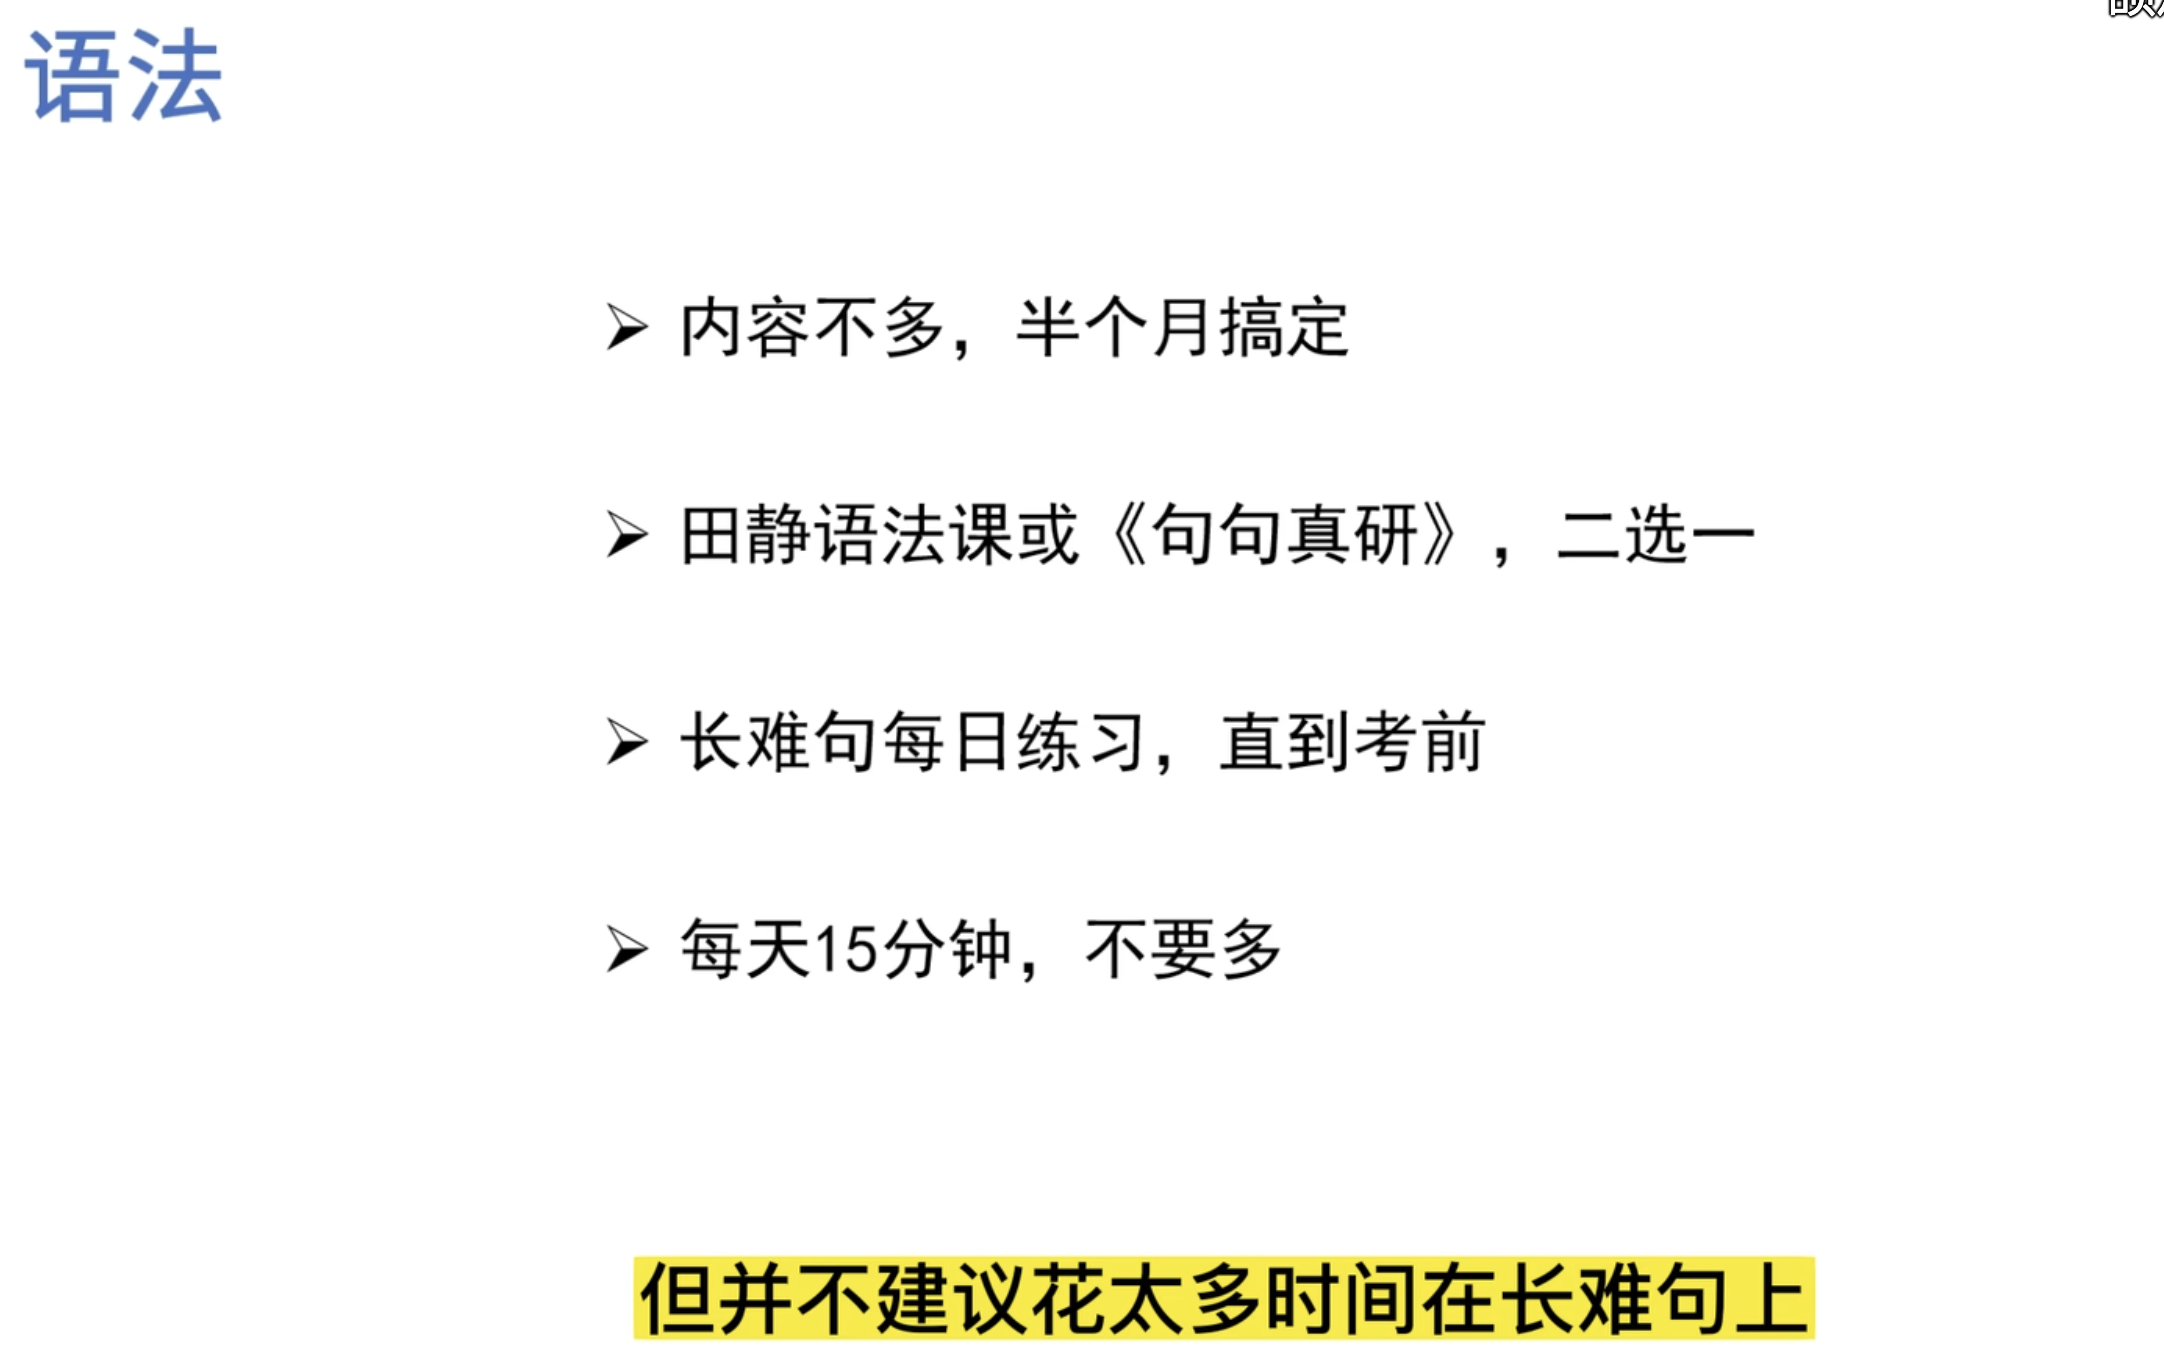 语法
➢ 内容不多，半个月搞定
➢ 田静语法课或《句句真研》，二选一
➢ 长难句每日练习，直到考前
➢ 每天15分钟，不要多
但并不建议花太多时间在长难句上